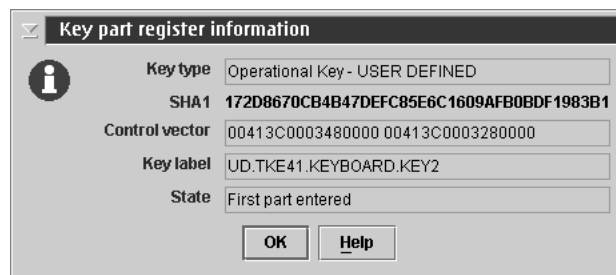 Key part register information
Key type Operational Key - USER DEFINED
SHA1 172D8670CB4B47DEFC85E6C1609AFB0BDF1983B1
Control vector 00413C0003480000 00413C0003280000
Key label UD.TKE41.KEYBOARD.KEY2
State First part entered
OK Help